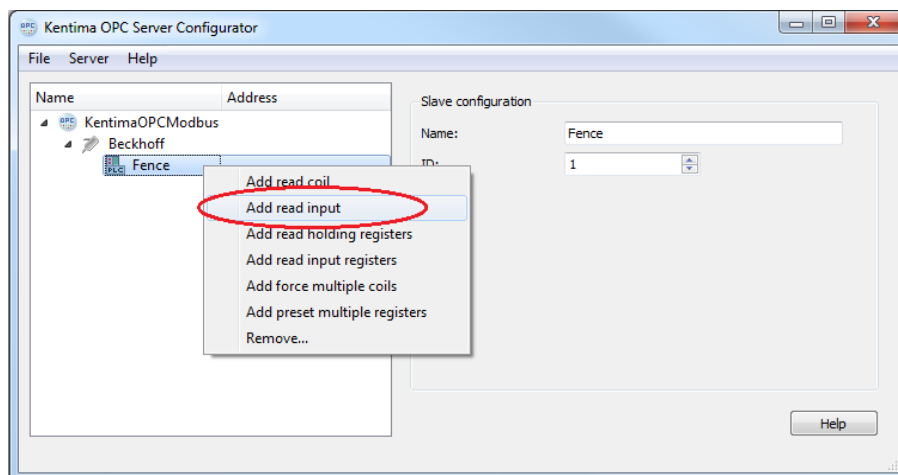 Kentima OPC Server Configurator
File Server Help
Name Address
KentimaOPCModbus
Beckhoff
Fence
Slave configuration
Name: Fence
ID: 1
Add read coil
Add read input
Add read holding registers
Add read input registers
Add force multiple coils
Add preset multiple registers
Remove...
Help